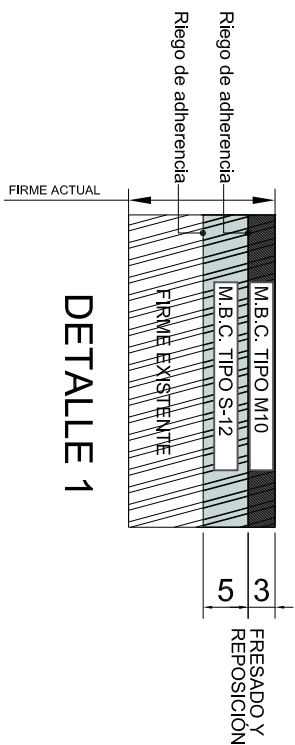 Riego de adherencia
Riego de adherencia
FIRME ACTUAL
M.B.C. TIPO M10
M.B.C. TIPO S-12
FIRME EXISTENTE
3
5
FRESADO Y
REPOSICIÓN
DETALLE 1